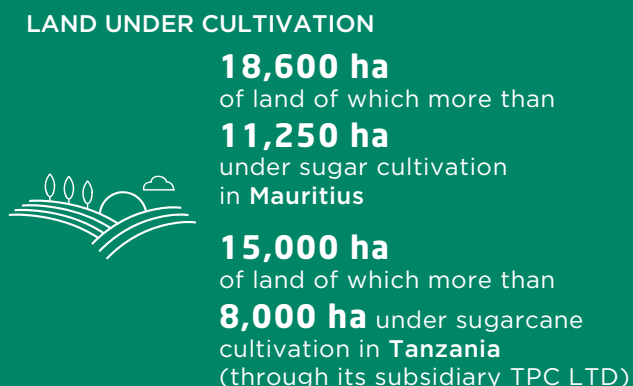 LAND UNDER CULTIVATION
18,600 ha
of land of which more than
11,250 ha
under sugar cultivation
in Mauritius
15,000 ha
of land of which more than
8,000 ha under sugarcane
cultivation in Tanzania
(through its subsidiary TPC LTD)